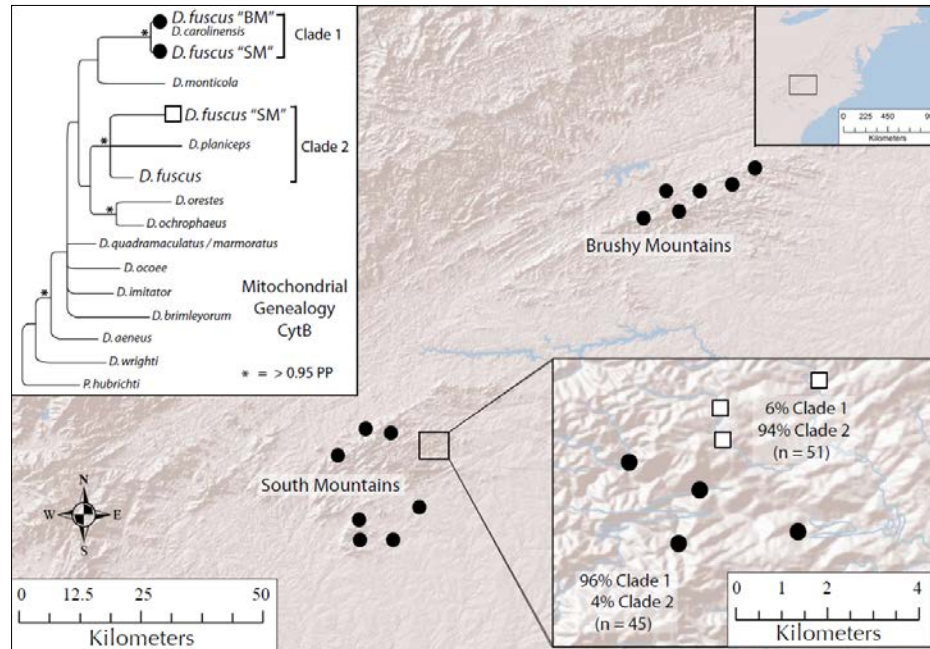 D. fuscus "BM"
D. carolinensis
Clade 1
D. fuscus "SM"
D. monticola
D. fuscus "SM"
D. planiceps
Clade 2
D. fuscus
D. orestes
D. ochrophaeus
D. quadramaculatus / marmoratus
D. ocoee
D. imitator
D. brimleyorum
D. aeneus
D. wrighti
P. hubrichti
Mitochondrial
Genealogy
CytB
* = > 0.95 PP
*
*
*
*
0 225 450 90
Kilometers
Brushy Mountains
South Mountains
N
W E
S
0 12.5 25 50
Kilometers
6% Clade 1
94% Clade 2
(n = 51)
96% Clade 1
4% Clade 2
(n = 45)
0 1 2 4
Kilometers